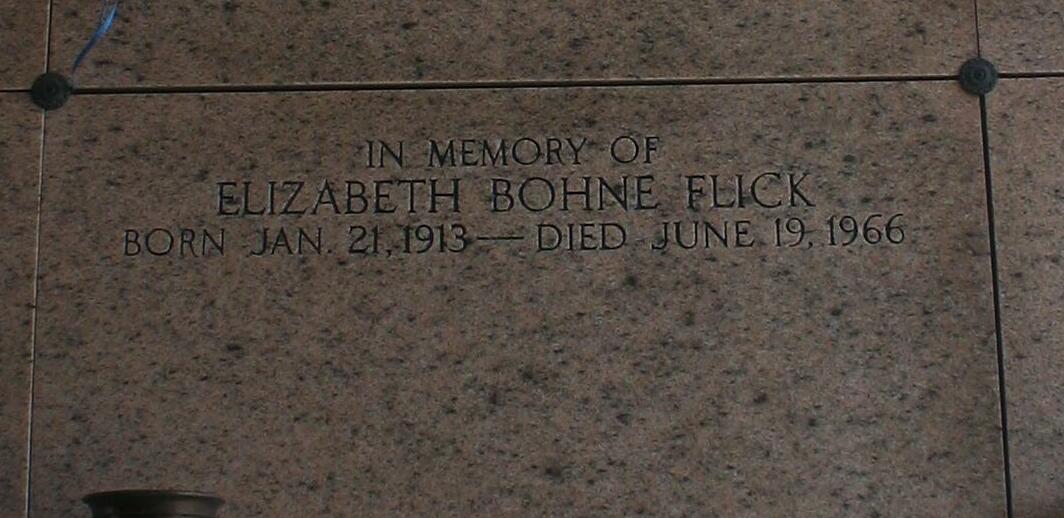 IN MEMORY OF
ELIZABETH BOHNE FLICK
BORN JAN. 21, 1913 — DIED JUNE 19, 1966